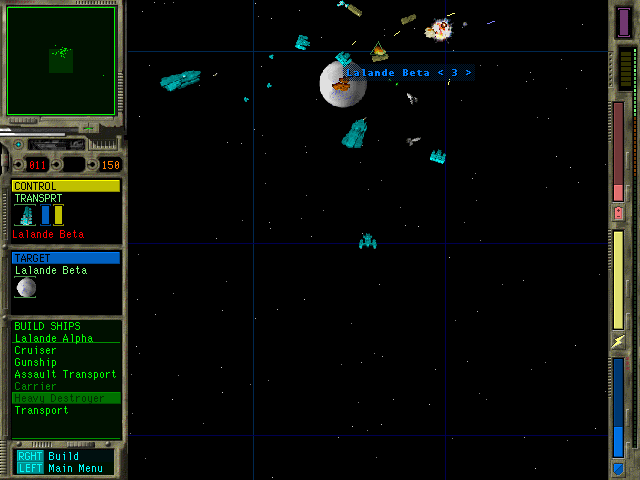 Lalande Beta < 3 >
011
150
CONTROL
TRANSPRT
Lalande Beta
TARGET
Lalande Beta
BUILD SHIPS
Lalande Alpha
Cruiser
Gunship
Assault Transport
Carrier
Heavy Destroyer
Transport
RGHT Build
LEFT Main Menu